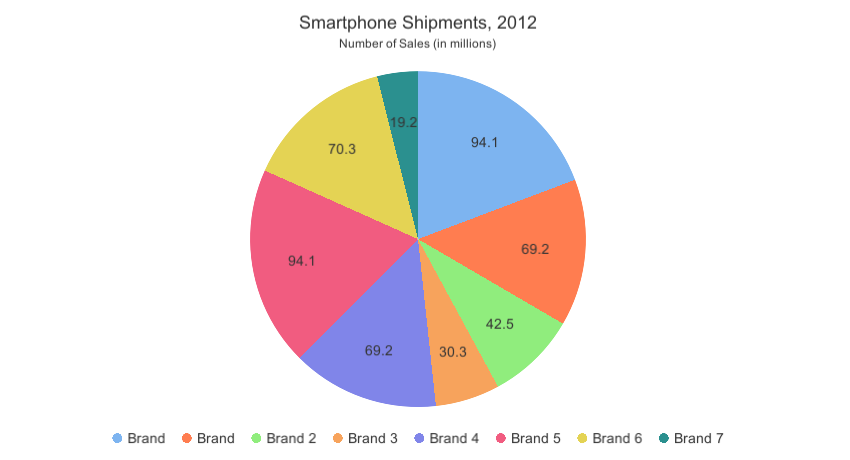 Smartphone Shipments, 2012
Number of Sales (in millions)
19.2
94.1
70.3
69.2
94.1
42.5
69.2
30.3
Brand Brand Brand 2 Brand 3 Brand 4 Brand 5 Brand 6 Brand 7